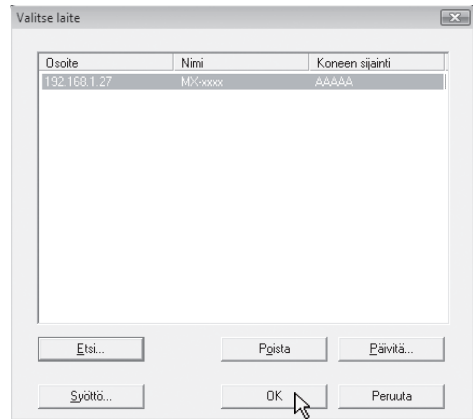 Valitse laite
Osoite Nimi Koneen sijainti
192.168.1.27 MX-xxxx AAAAA
Etsi... Poista Päivitä...
Syöttö... OK Peruuta